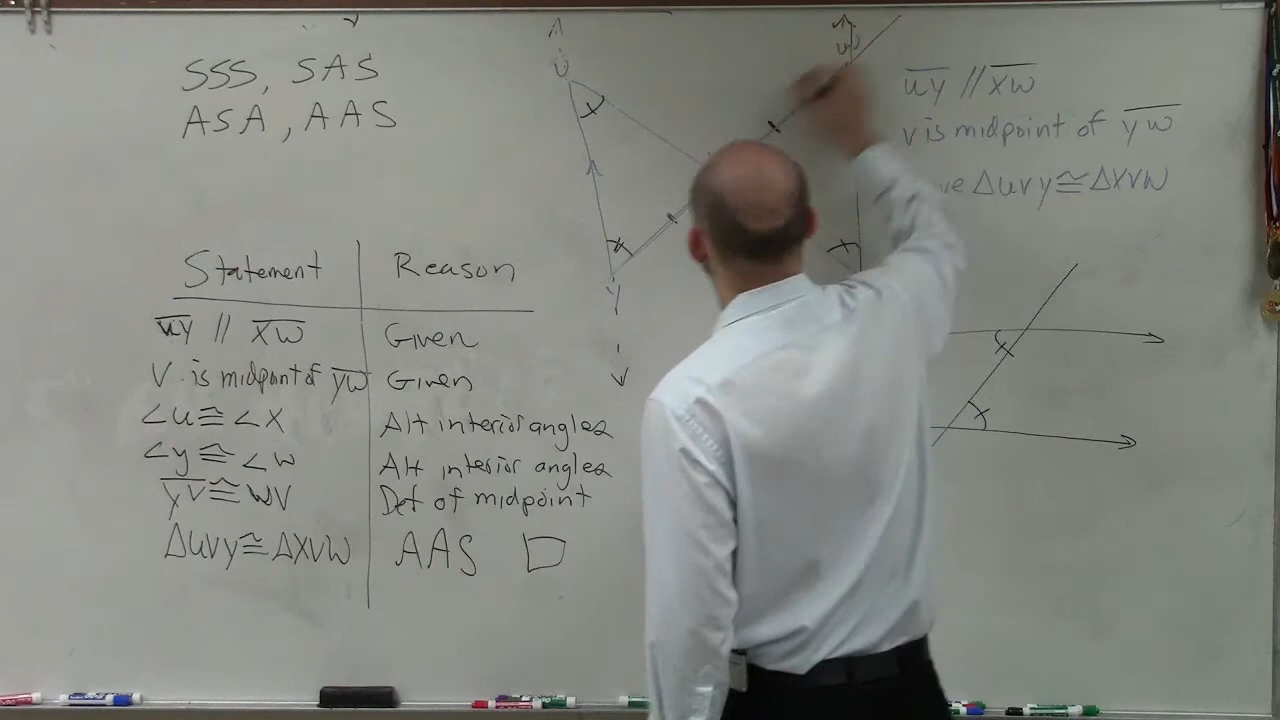 SSS, SAS
ASA, AAS
U
X
W
Y
X
UY // XW
V is midpoint of YW
ΔUVY ≅ ΔXVW
Statement Reason
UY // XW Given
V is midpoint of YW Given
∠U ≅ ∠X Alt interior angles
∠Y ≅ ∠W Alt interior angles
YV ≅ WV Def of midpoint
ΔUVY ≅ ΔXVW AAS